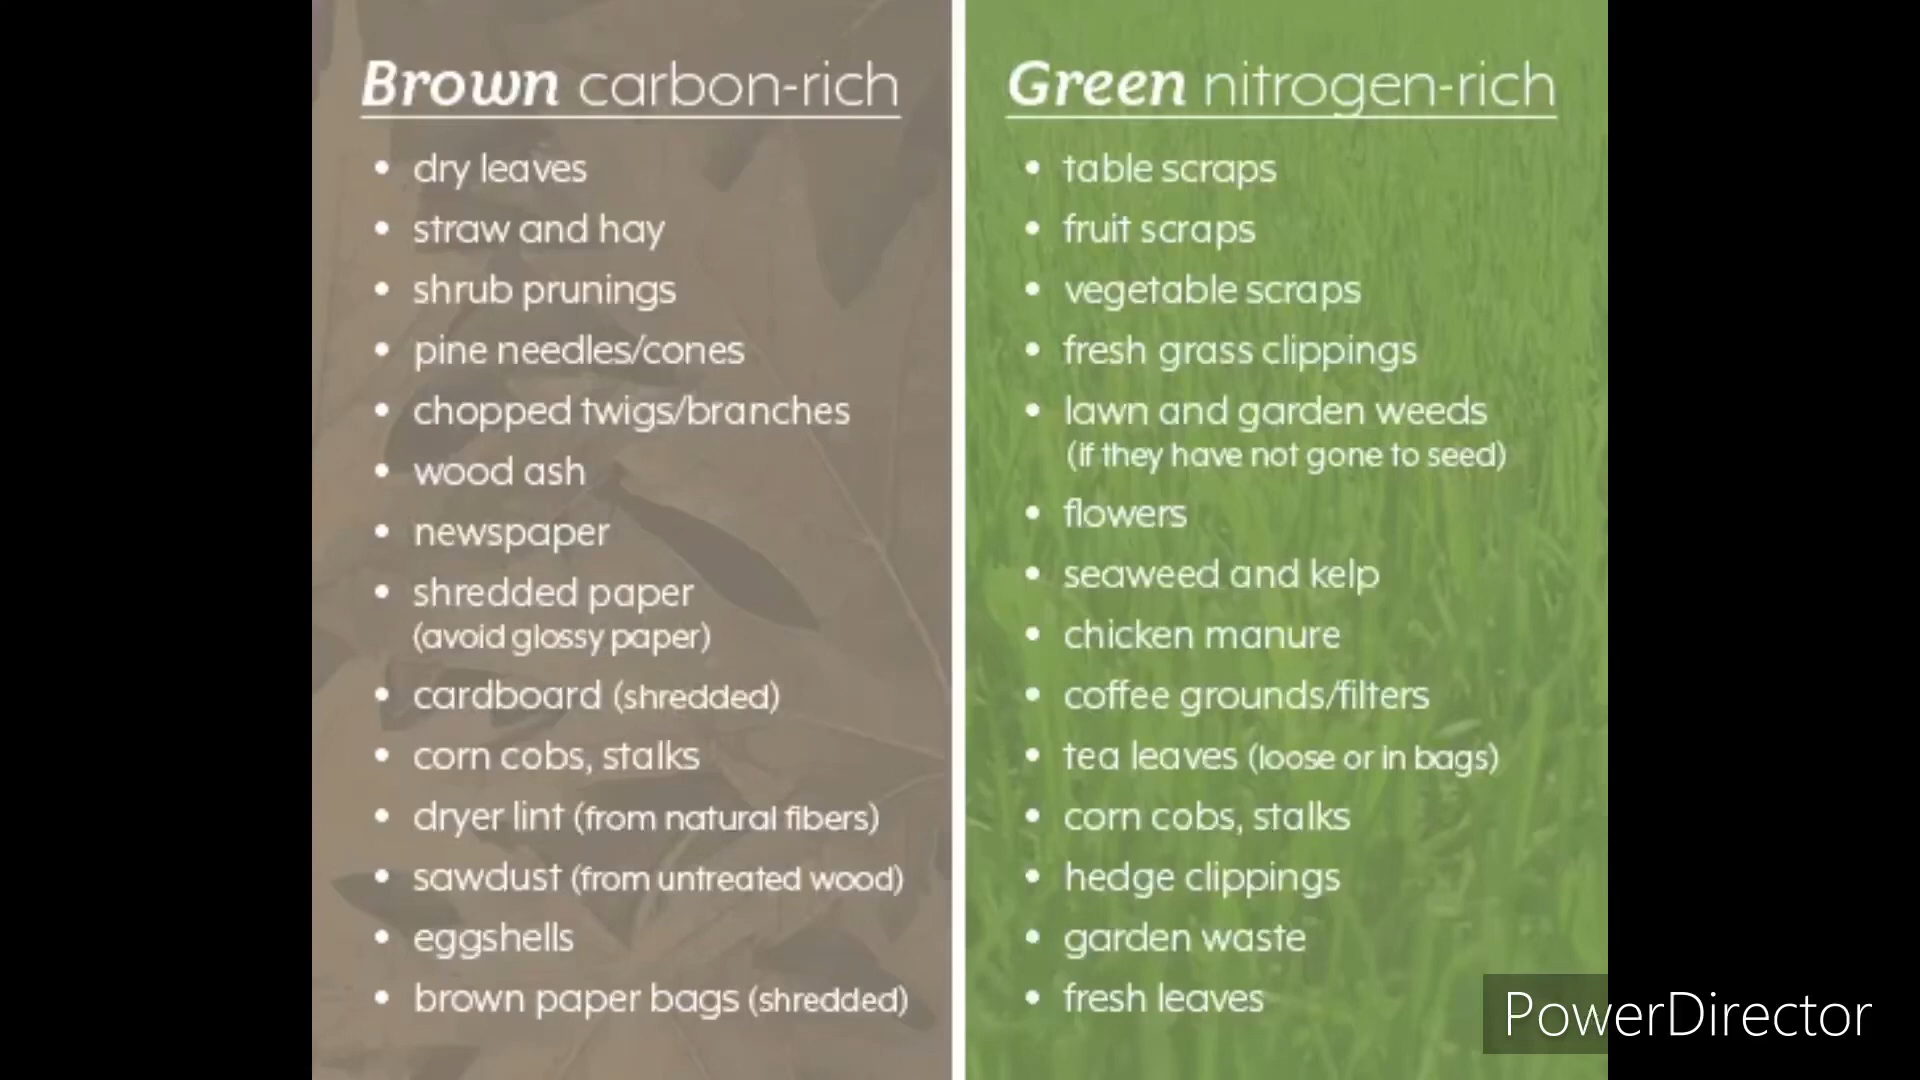 Brown carbon-rich
• dry leaves
• straw and hay
• shrub prunings
• pine needles/cones
• chopped twigs/branches
• wood ash
• newspaper
• shredded paper
(avoid glossy paper)
• cardboard (shredded)
• corn cobs, stalks
• dryer lint (from natural fibers)
• sawdust (from untreated wood)
• eggshells
• brown paper bags (shredded)
Green nitrogen-rich
• table scraps
• fruit scraps
• vegetable scraps
• fresh grass clippings
• lawn and garden weeds
(if they have not gone to seed)
• flowers
• seaweed and kelp
• chicken manure
• coffee grounds/filters
• tea leaves (loose or in bags)
• corn cobs, stalks
• hedge clippings
• garden waste
• fresh leaves
PowerDirector